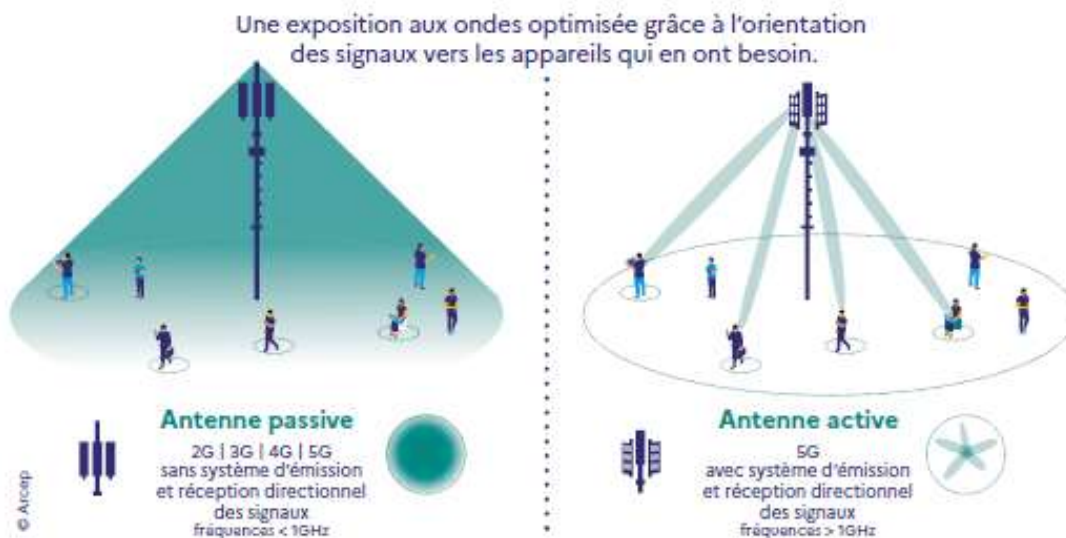 Une exposition aux ondes optimisée grâce à l'orientation
des signaux vers les appareils qui en ont besoin.
Antenne passive
2G | 3G | 4G | 5G
sans système d'émission
et réception directionnel
des signaux
fréquences < 1GHz
Antenne active
5G
avec système d'émission
et réception directionnel
des signaux
fréquences > 1GHz
© Arcep